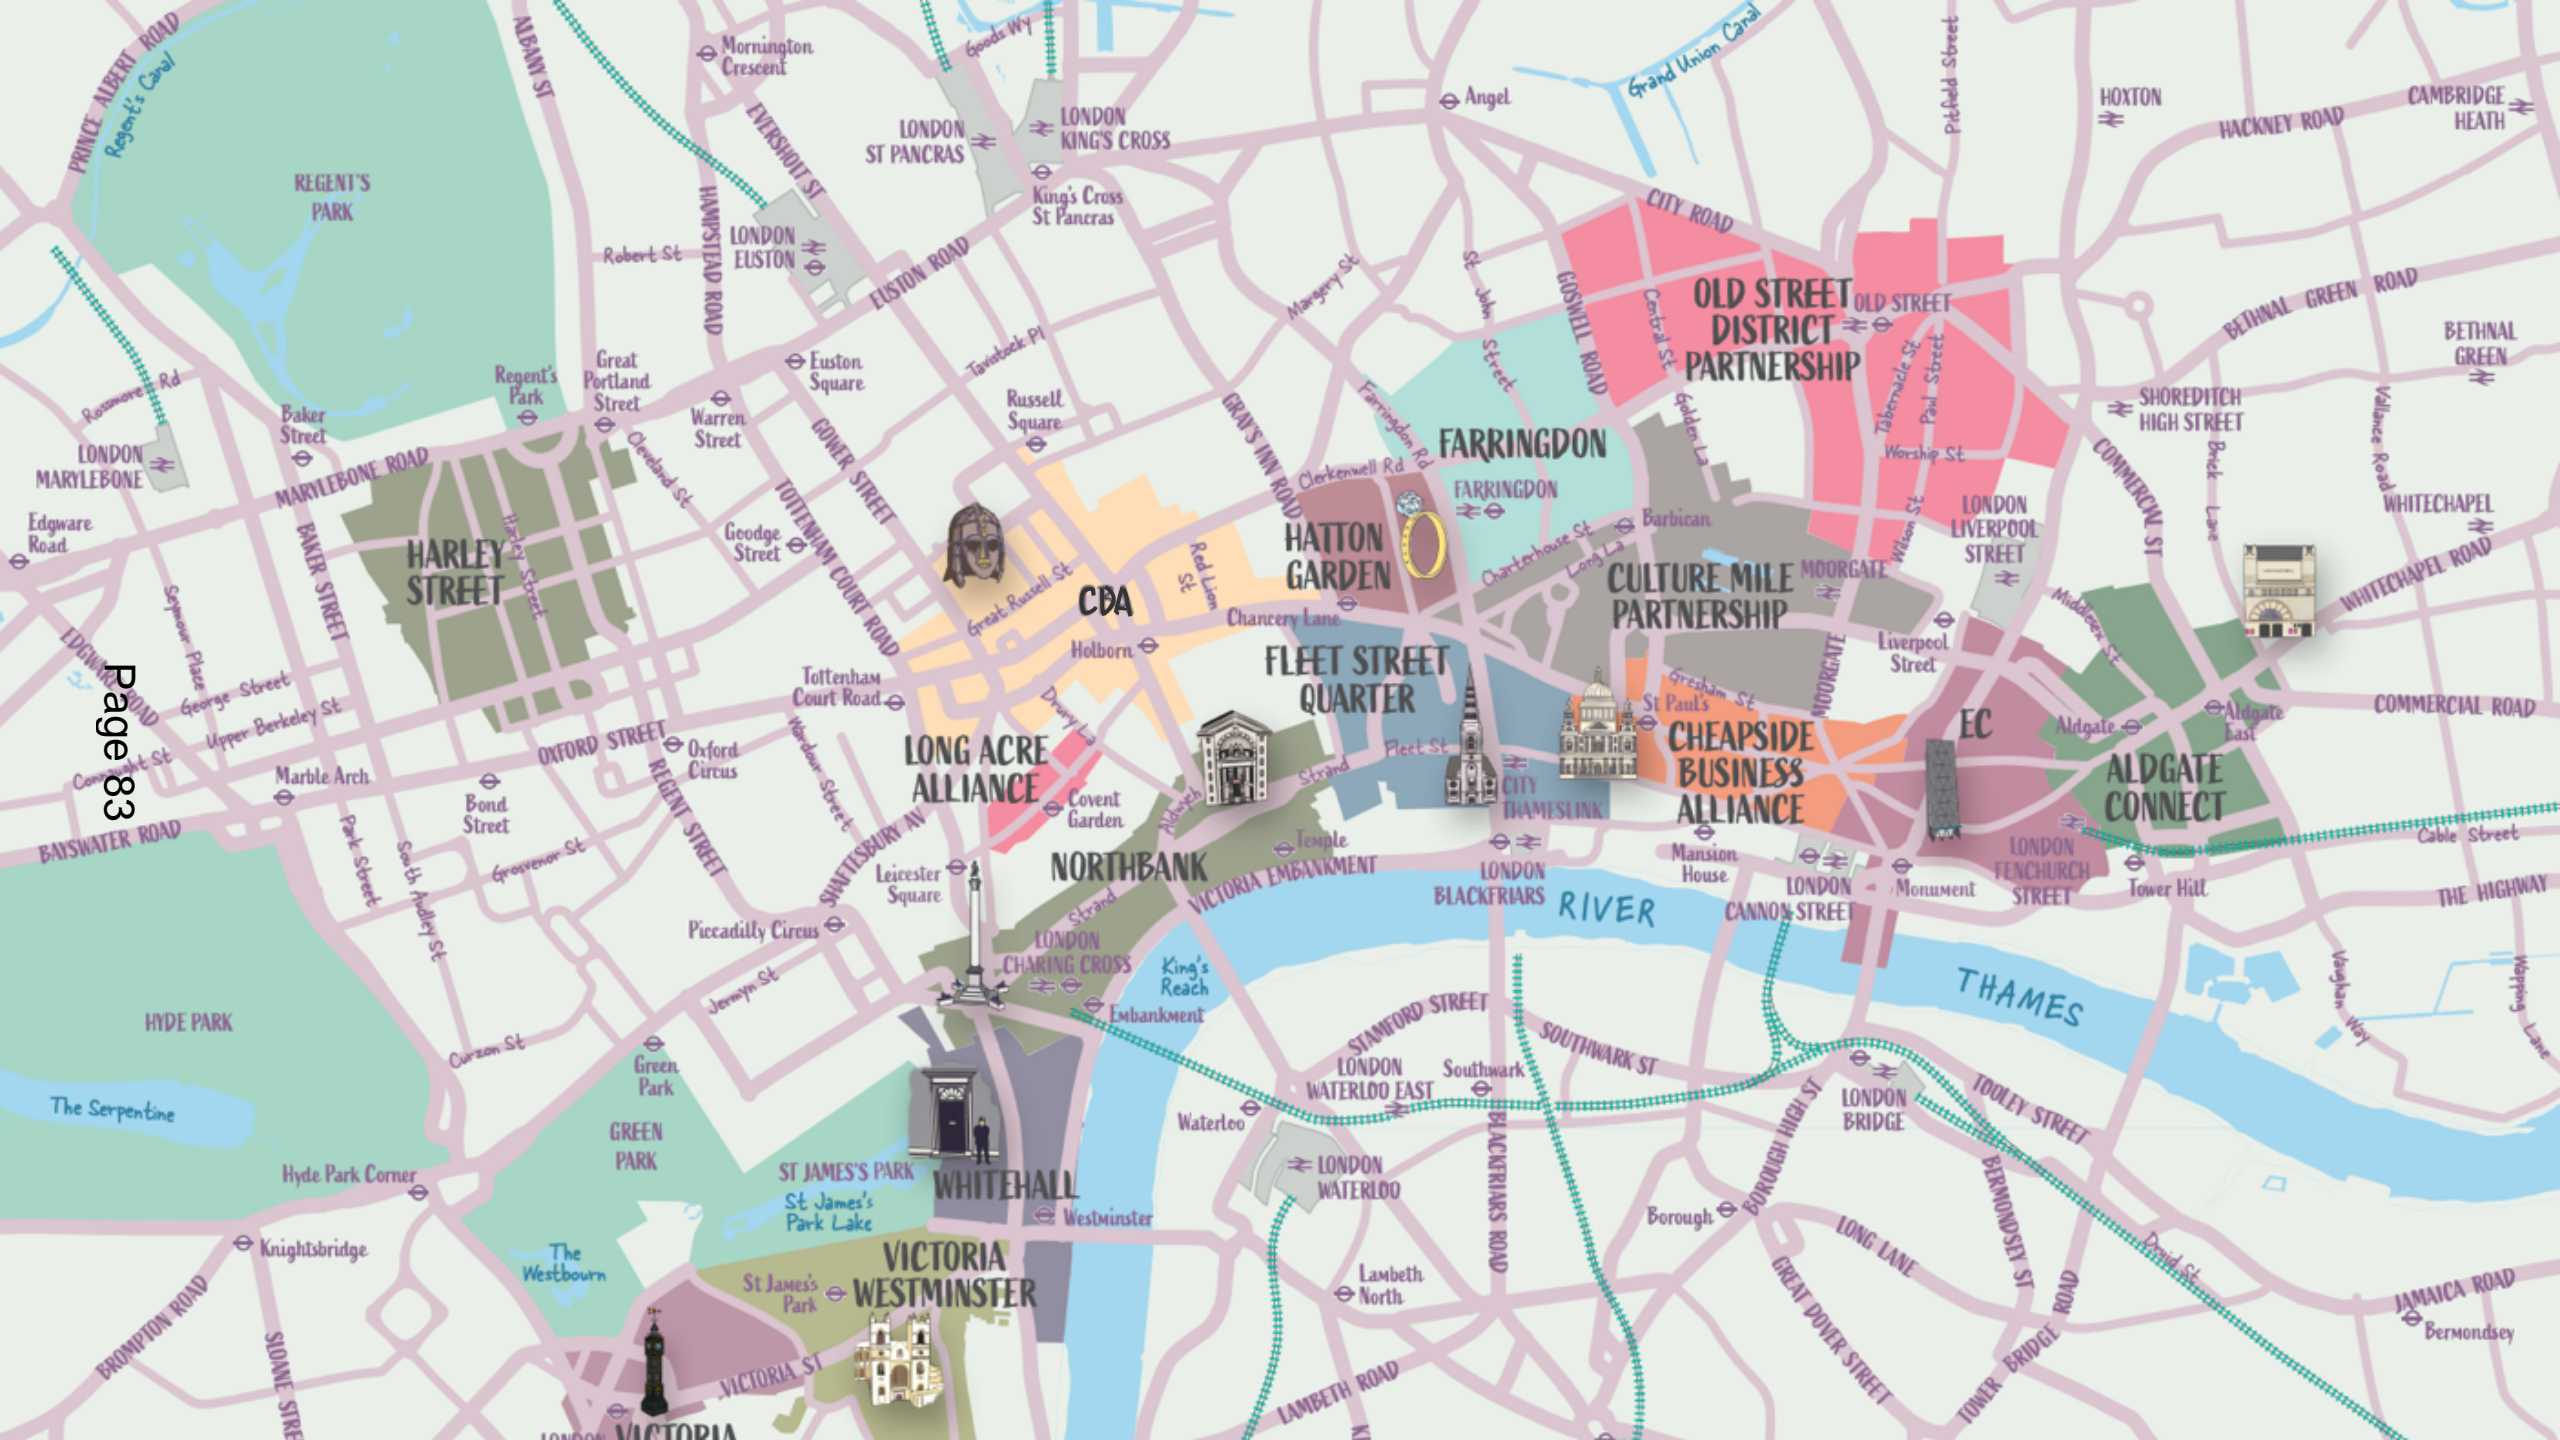 PRINCE ALBERT ROAD
Regent's Canal
ALBANY ST
Mornington
Crescent
Goods Wy
Grand Union Canal
Pitfield Street
HOXTON
CAMBRIDGE
HEATH
HACKNEY ROAD
Angel
LONDON
ST PANCRAS
LONDON
KING'S CROSS
EVERSHOLT ST
REGENT'S
PARK
King's Cross
St Pancras
CITY ROAD
HAMPSTEAD ROAD
LONDON
EUSTON
Robert St
EUSTON ROAD
Margery St
St John Street
GOSWELL ROAD
Central St
OLD STREET
DISTRICT
PARTNERSHIP
OLD STREET
BETHNAL GREEN ROAD
BETHNAL
GREEN
Tavistock Pl
Euston
Square
Great
Portland
Street
Regent's
Park
Rossmore Rd
Baker
Street
Warren
Street
Russell
Square
GRAY'S INN ROAD
Farringdon Rd
FARRINGDON
Golden La
Tabernacle St
Paul Street
Worship St
SHOREDITCH
HIGH STREET
Brick Lane
Vallance Road
LONDON
MARYLEBONE
MARYLEBONE ROAD
Cleveland St
GOWER STREET
Clerkenwell Rd
FARRINGDON
COMMERCIAL ST
WHITECHAPEL
Edgware
Road
BAKER STREET
HARLEY
STREET
Harley Street
Goodge
Street
TOTTENHAM COURT ROAD
HATTON
GARDEN
Barbican
Charterhouse St
Long La
Wilson St
LONDON
LIVERPOOL
STREET
WHITECHAPEL ROAD
Great Russell St
CBA
Red Lion
St
Chancery Lane
CULTURE MILE
PARTNERSHIP
MOORGATE
Middlesex St
Seymour Place
EDGWARE ROAD
Page 83
George Street
Upper Berkeley St
Connaught St
Holborn
FLEET STREET
QUARTER
MOORGATE
Liverpool
Street
Tottenham
Court Road
Drury La
Gresham St
St Paul's
COMMERCIAL ROAD
Aldgate
Aldgate
East
OXFORD STREET
Oxford
Circus
Wardour Street
LONG ACRE
ALLIANCE
Fleet St
Strand
CHEAPSIDE
BUSINESS
ALLIANCE
EC
ALDGATE
CONNECT
Marble Arch
Bond
Street
REGENT STREET
Covent
Garden
Aldwych
CITY
THAMESLINK
BAYSWATER ROAD
Park Street
South Audley St
Grosvenor St
SHAFTESBURY AV
Leicester
Square
NORTHBANK
Temple
VICTORIA EMBANKMENT
LONDON
BLACKFRIARS
Mansion
House
LONDON
CANNON STREET
Monument
LONDON
FENCHURCH
STREET
Tower Hill
Cable Street
THE HIGHWAY
RIVER
THAMES
Piccadilly Circus
Strand
LONDON
CHARING CROSS
King's
Reach
Jermyn St
Embankment
Vaughan Way
Wapping Lane
HYDE PARK
Curzon St
STAMFORD STREET
SOUTHWARK ST
The Serpentine
Green
Park
GREEN
PARK
LONDON
WATERLOO EAST
Southwark
Waterloo
LONDON
BRIDGE
TOOLEY STREET
BLACKFRIARS ROAD
BOROUGH HIGH ST
Hyde Park Corner
ST JAMES'S PARK
St James's
Park Lake
WHITEHALL
Westminster
LONDON
WATERLOO
Borough
LONG LANE
BERMONDSEY ST
Druid St
Knightsbridge
The
Westbourn
VICTORIA
WESTMINSTER
St James's
Park
Lambeth
North
GREAT DOVER STREET
TOWER BRIDGE ROAD
JAMAICA ROAD
Bermondsey
BROMPTON ROAD
SLOANE STRE
VICTORIA ST
LAMBETH ROAD
LONDON
VICTORIA